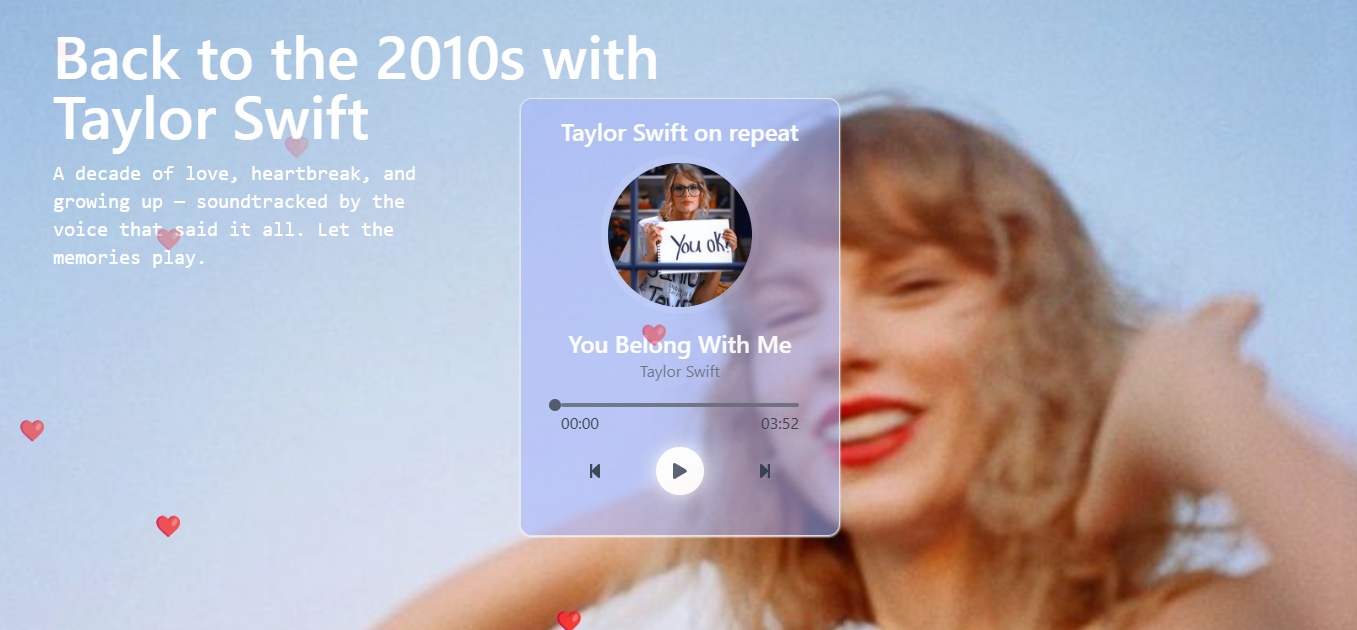 Back to the 2010s with
Taylor Swift
A decade of love, heartbreak, and
growing up — soundtracked by the
voice that said it all. Let the
memories play.
Taylor Swift on repeat
You ok?
You Belong With Me
Taylor Swift
00:00
03:52